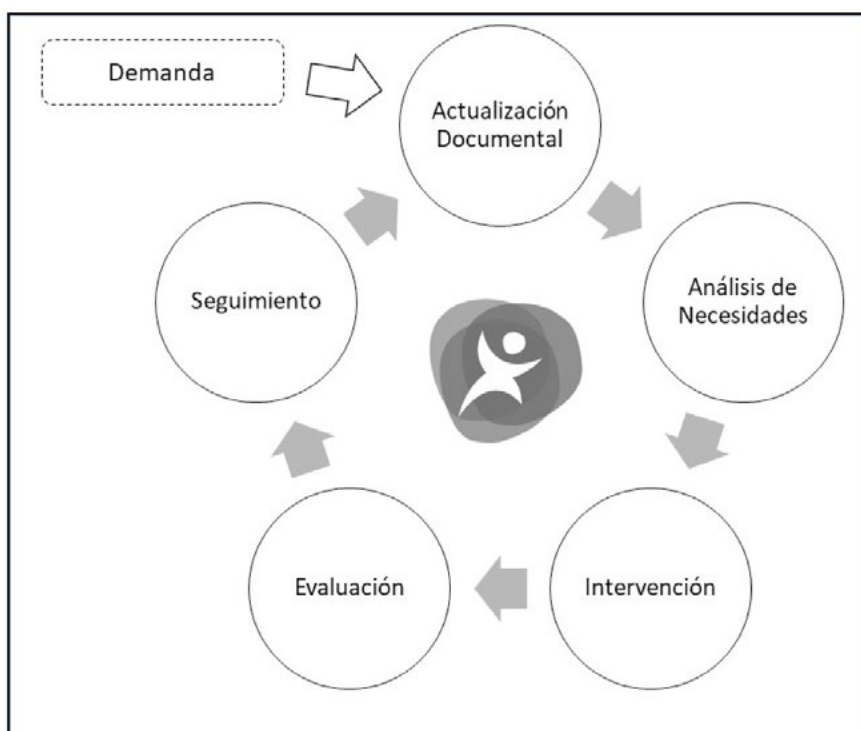 Demanda
Actualización
Documental
Análisis de
Necesidades
Intervención
Evaluación
Seguimiento